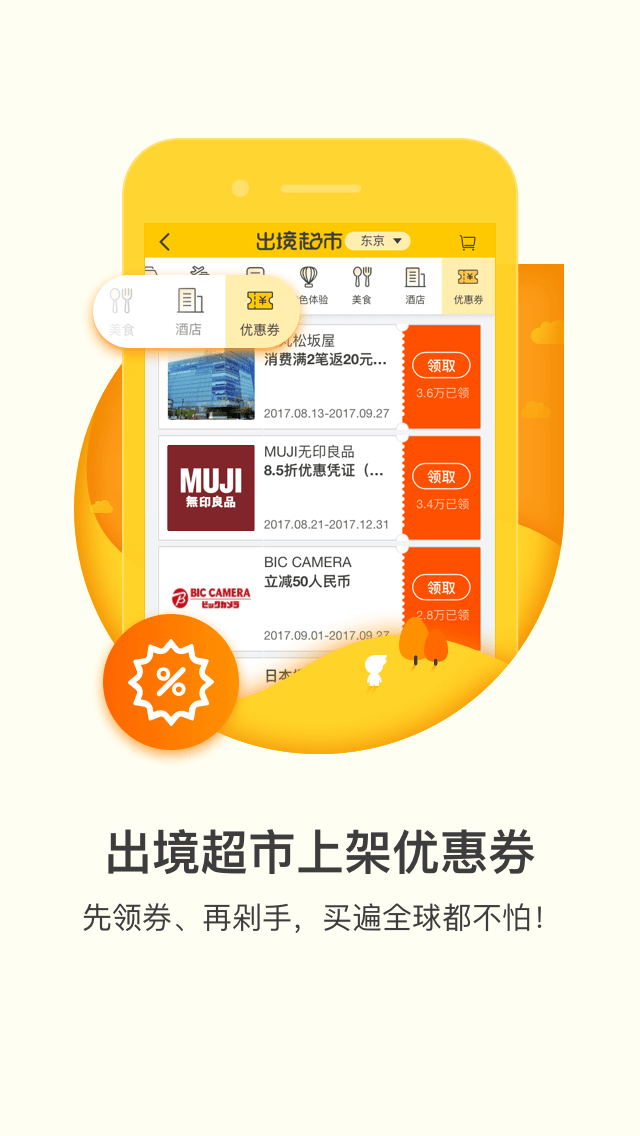 出境超市 东京
色体验 美食 酒店 优惠券
美食 酒店 优惠券
松坂屋
消费满2笔返20元...
2017.08.13-2017.09.27
领取
3.6万已领
MUJI
無印良品
MUJI无印良品
8.5折优惠凭证（...
2017.08.21-2017.12.31
领取
3.4万已领
BIC CAMERA
ビックカメラ
BIC CAMERA
立减50人民币
2017.09.01-2017.09.27
领取
2.8万已领
日本
%
出境超市上架优惠券
先领券、再剁手，买遍全球都不怕！